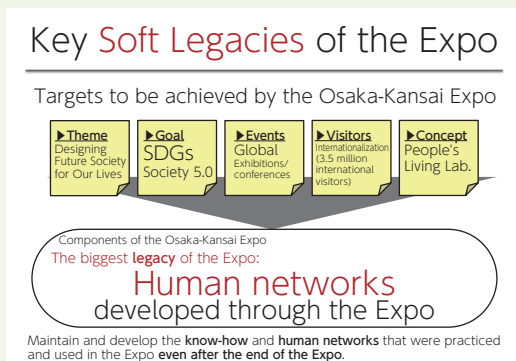 Key Soft Legacies of the Expo
Targets to be achieved by the Osaka-Kansai Expo
▶Theme
Designing
Future Society
for Our Lives
▶Goal
SDGs
Society 5.0
▶Events
Global
Exhibitions/
conferences
▶Visitors
Internationalization
(3.5 million
international
visitors)
▶Concept
People's
Living Lab.
Components of the Osaka-Kansai Expo
The biggest legacy of the Expo:
Human networks
developed through the Expo
Maintain and develop the know-how and human networks that were practiced
and used in the Expo even after the end of the Expo.